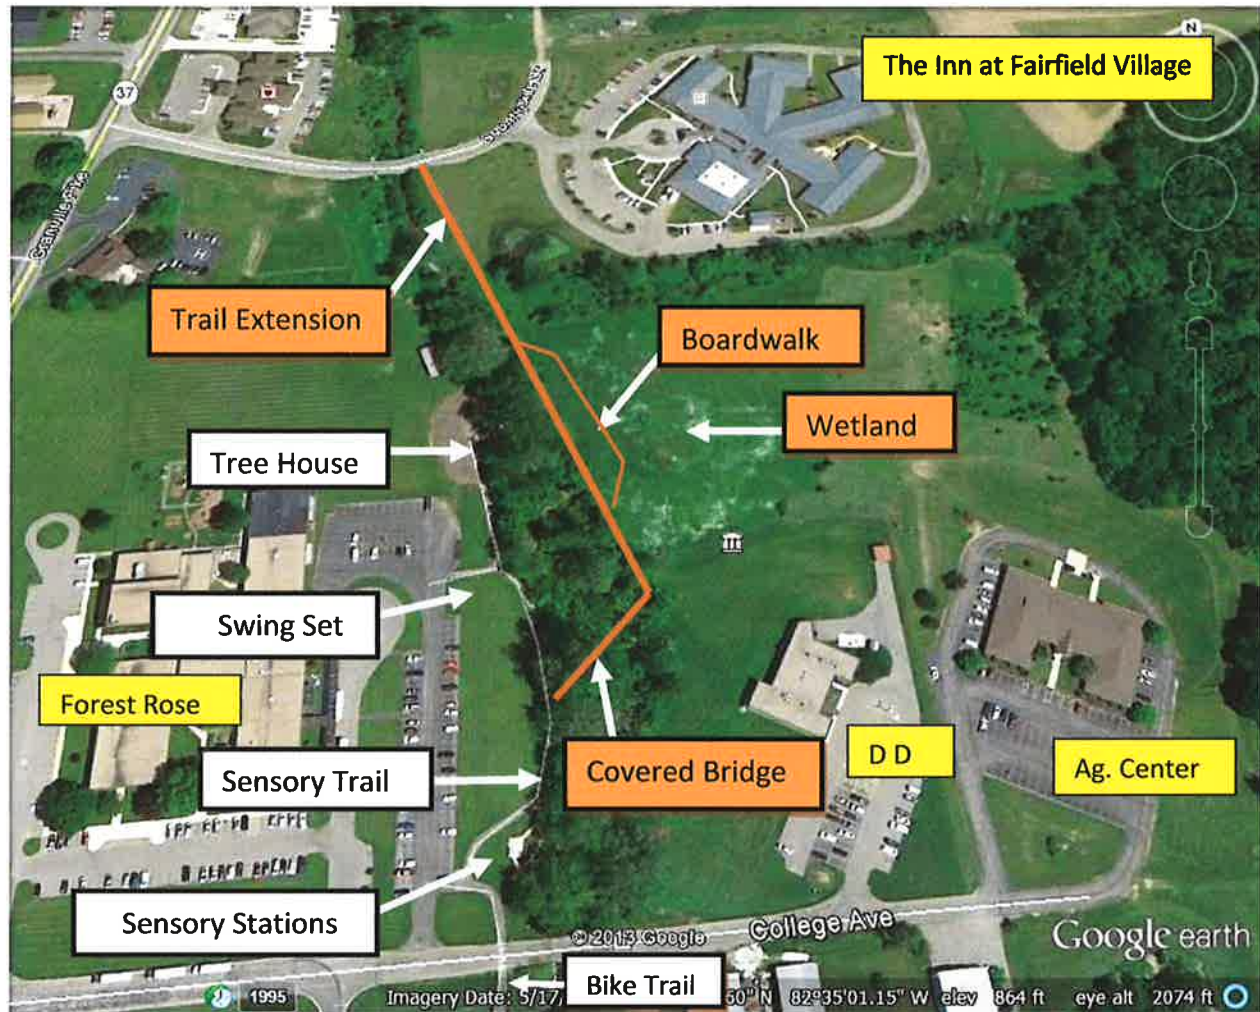 The Inn at Fairfield Village
N
37
Granville Pike
Trail Extension
Boardwalk
Wetland
Tree House
Swing Set
Forest Rose
Sensory Trail
Covered Bridge
D D
Ag. Center
Sensory Stations
© 2013 Google
College Ave
Google earth
Bike Trail
1995
Imagery Date: 5/17/
50" N 82°35'01.15" W elev 864 ft eye alt 2074 ft